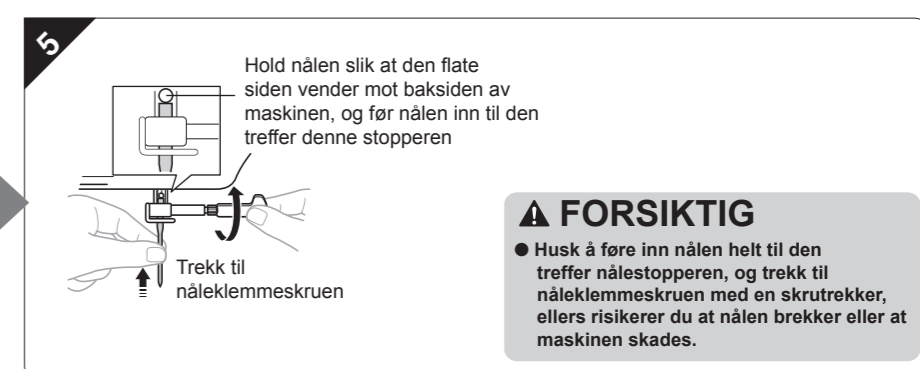 5
Hold nålen slik at den flate
siden vender mot baksiden av
maskinen, og før nålen inn til den
treffer denne stopperen
Trekk til
nåleklemmeskruen
FORSIKTIG
● Husk å føre inn nålen helt til den
treffer nålestopperen, og trekk til
nåleklemmeskruen med en skrutrekker,
ellers risikerer du at nålen brekker eller at
maskinen skades.